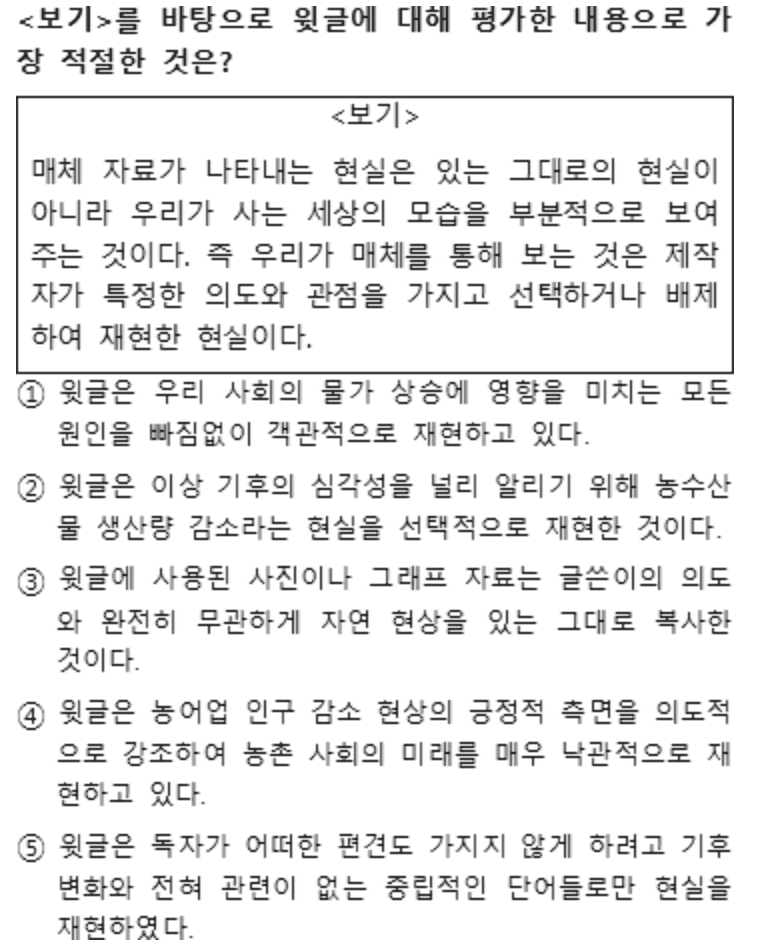 <보기>를 바탕으로 윗글에 대해 평가한 내용으로 가
장 적절한 것은?
<보기>
매체 자료가 나타내는 현실은 있는 그대로의 현실이
아니라 우리가 사는 세상의 모습을 부분적으로 보여
주는 것이다. 즉 우리가 매체를 통해 보는 것은 제작
자가 특정한 의도와 관점을 가지고 선택하거나 배제
하여 재현한 현실이다.
① 윗글은 우리 사회의 물가 상승에 영향을 미치는 모든
원인을 빠짐없이 객관적으로 재현하고 있다.
② 윗글은 이상 기후의 심각성을 널리 알리기 위해 농수산
물 생산량 감소라는 현실을 선택적으로 재현한 것이다.
③ 윗글에 사용된 사진이나 그래프 자료는 글쓴이의 의도
와 완전히 무관하게 자연 현상을 있는 그대로 복사한
것이다.
④ 윗글은 농어업 인구 감소 현상의 긍정적 측면을 의도적
으로 강조하여 농촌 사회의 미래를 매우 낙관적으로 재
현하고 있다.
⑤ 윗글은 독자가 어떠한 편견도 가지지 않게 하려고 기후
변화와 전혀 관련이 없는 중립적인 단어들로만 현실을
재현하였다.